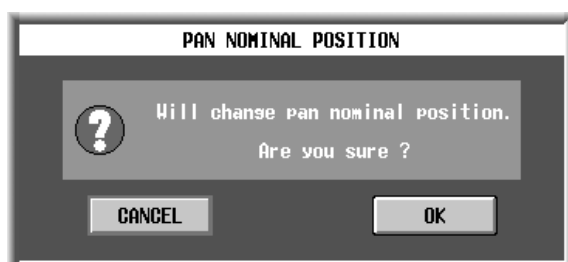 PAN NOMINAL POSITION
Will change pan nominal position.
Are you sure ?
CANCEL OK